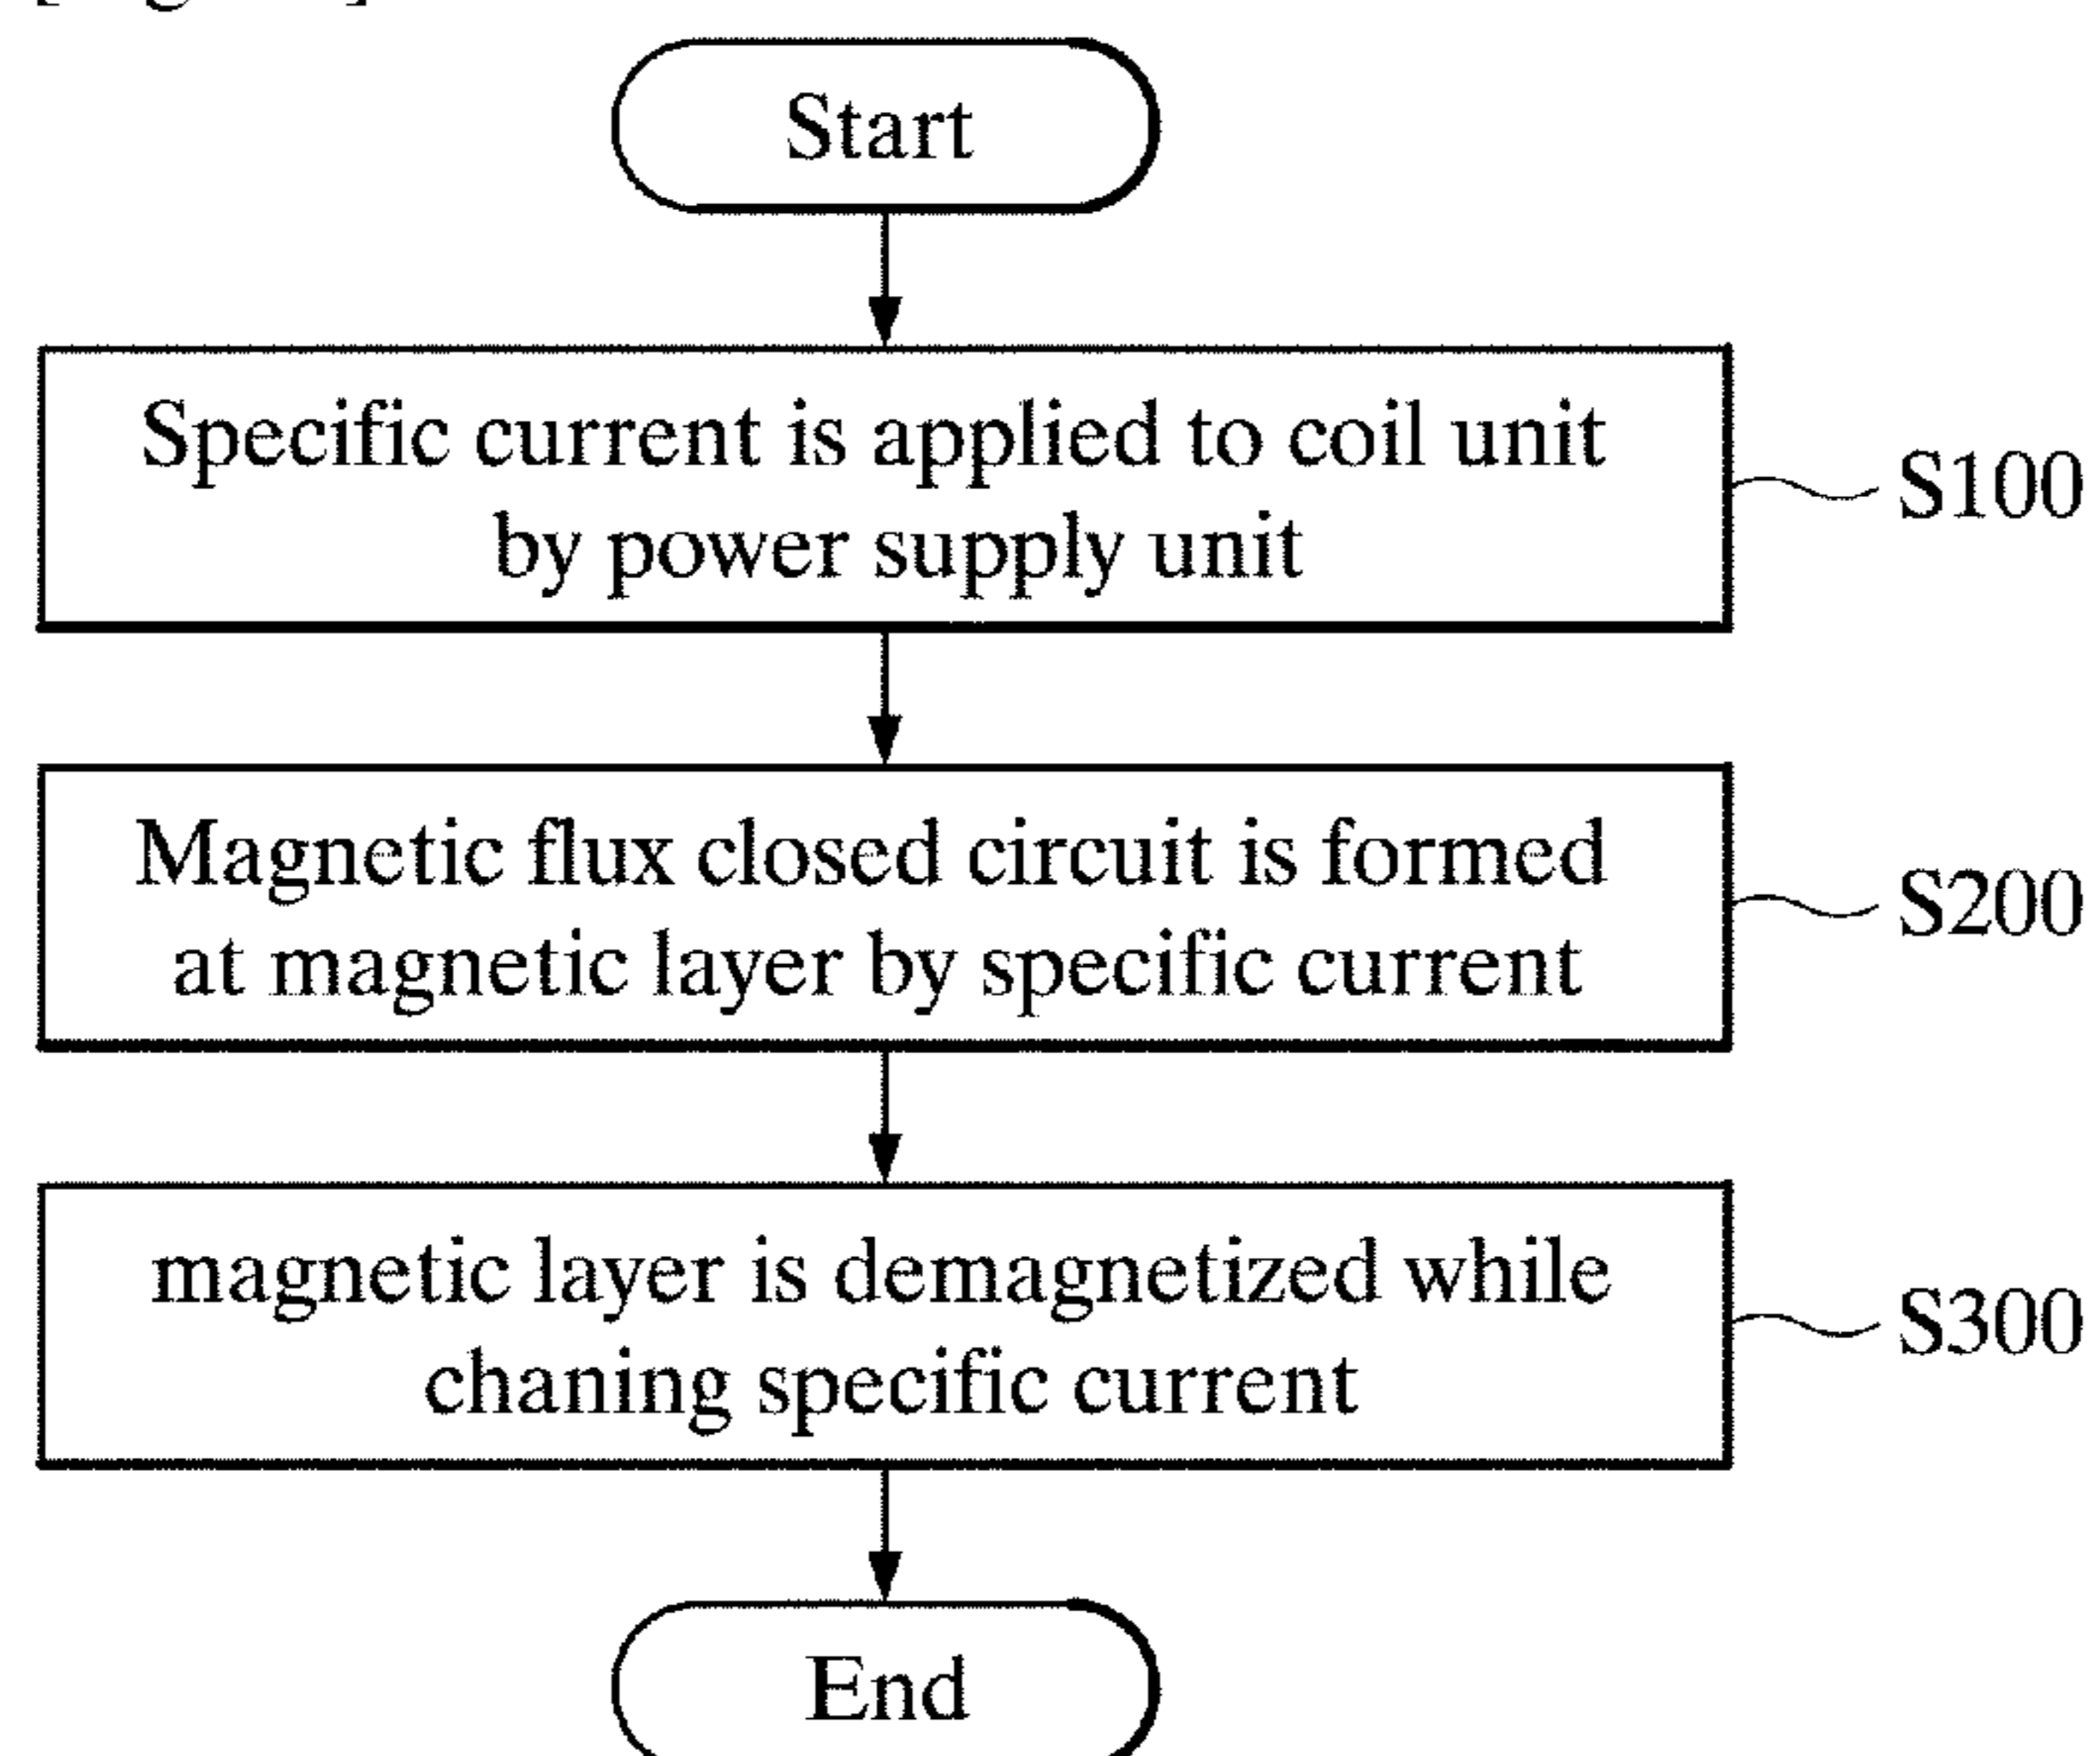 Start
Specific current is applied to coil unit
by power supply unit
S100
Magnetic flux closed circuit is formed
at magnetic layer by specific current
S200
magnetic layer is demagnetized while
chaning specific current
S300
End